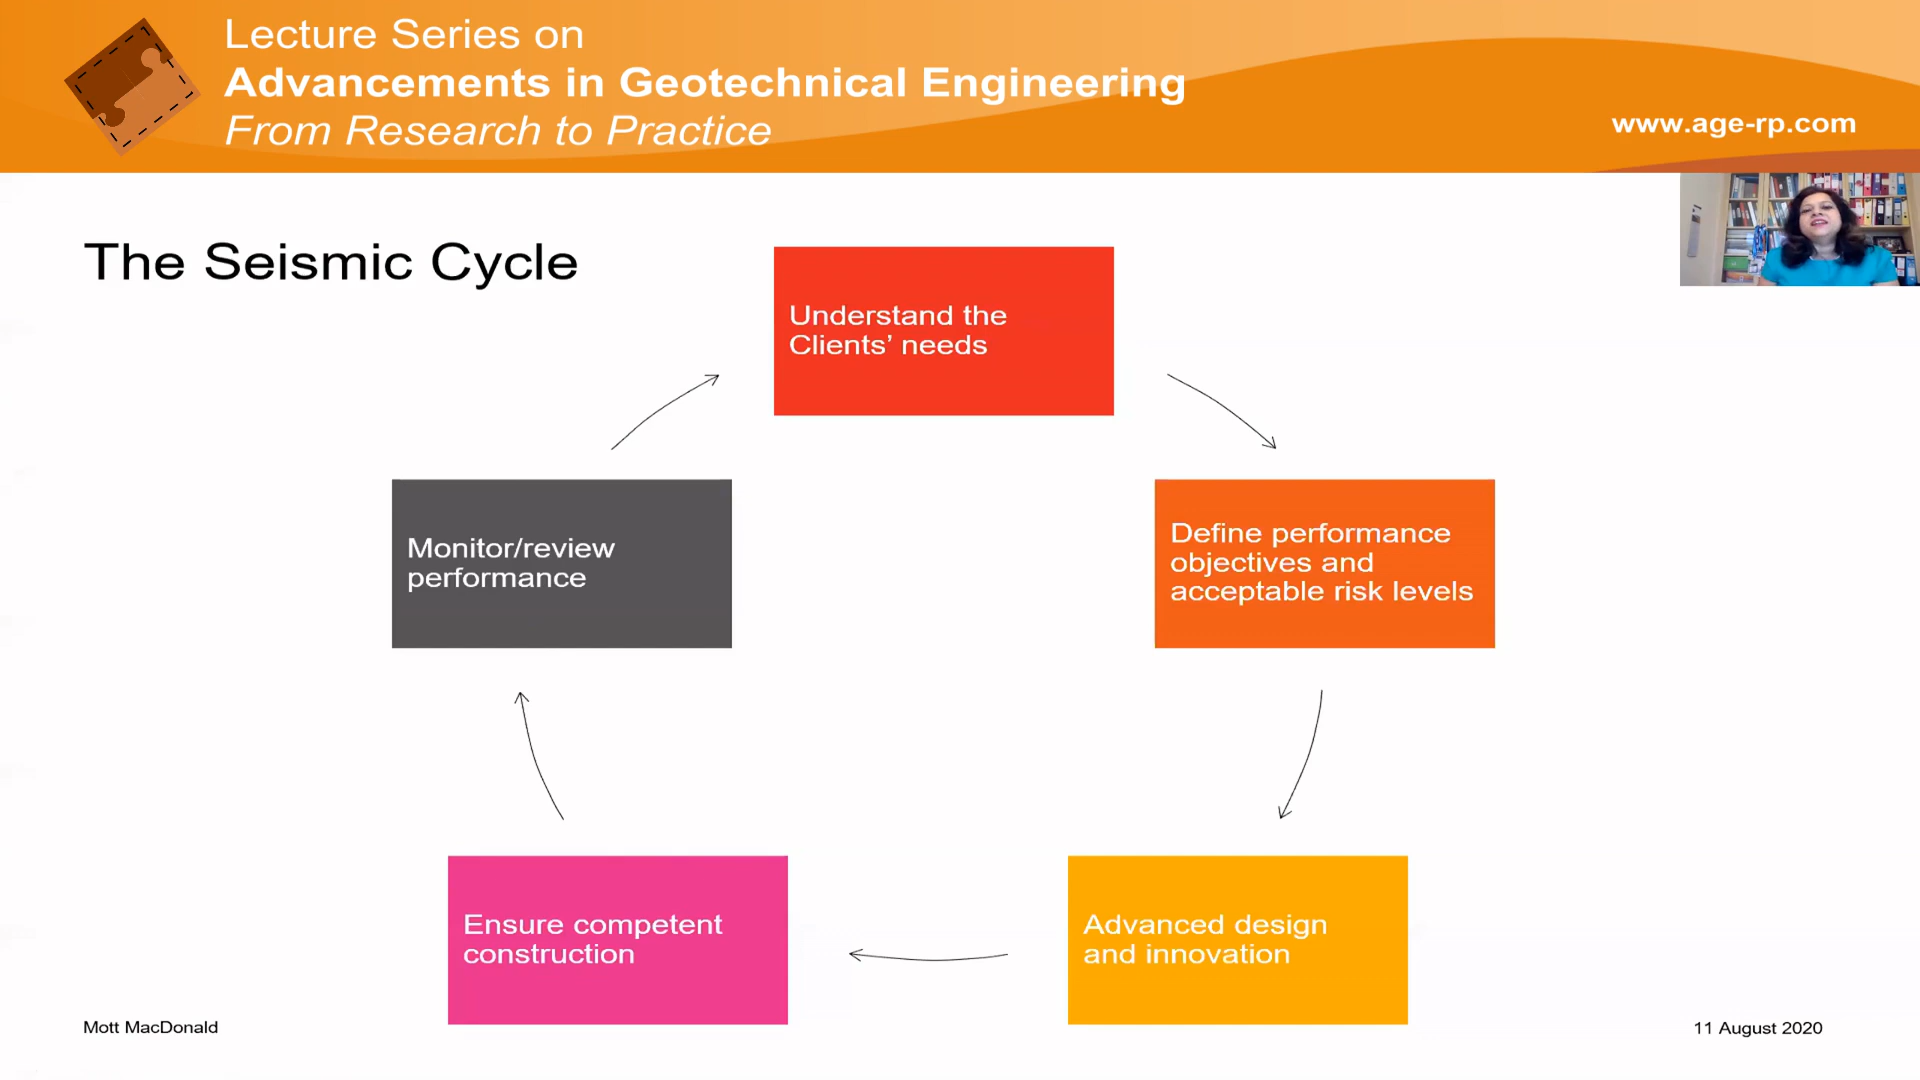 Lecture Series on
Advancements in Geotechnical Engineering
From Research to Practice
www.age-rp.com
The Seismic Cycle
Understand the
Clients’ needs
Define performance
objectives and
acceptable risk levels
Advanced design
and innovation
Ensure competent
construction
Monitor/review
performance
Mott MacDonald
11 August 2020